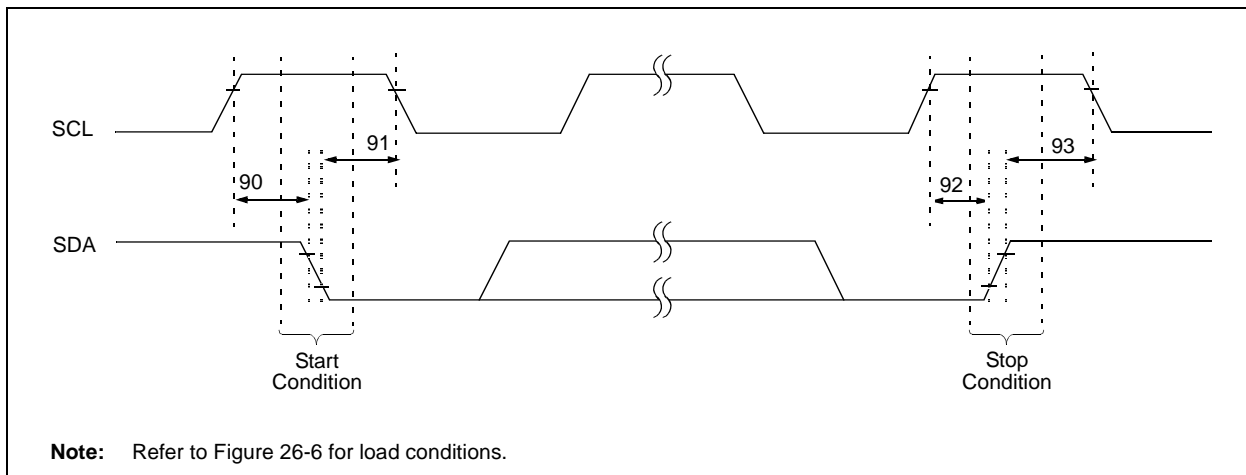 SCL
91
93
90
92
SDA
Start
Condition
Stop
Condition
Note: Refer to Figure 26-6 for load conditions.